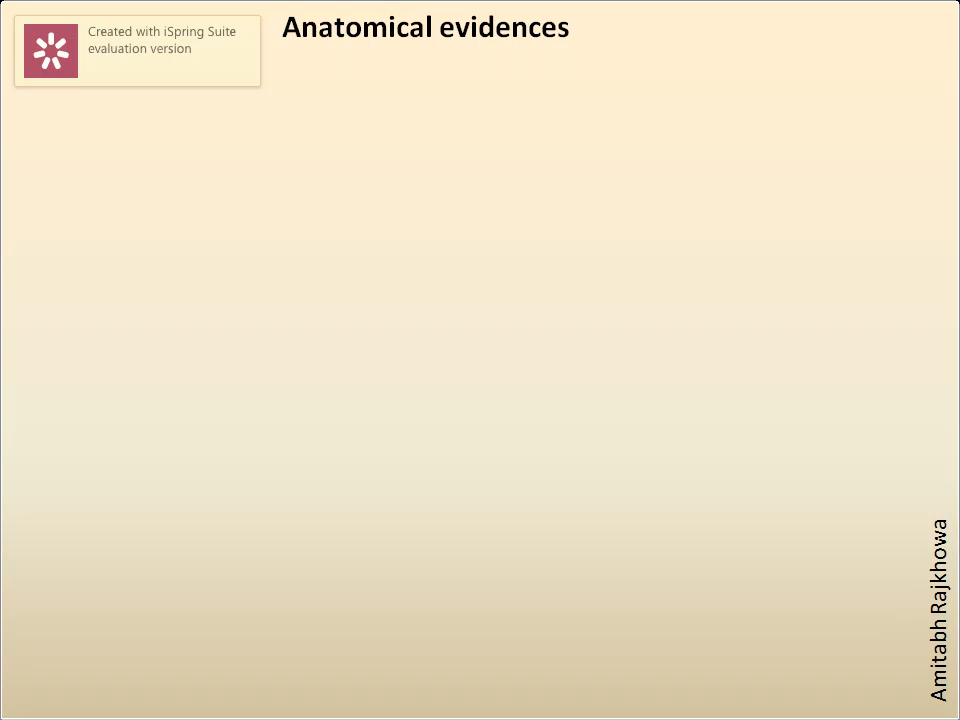 Created with iSpring Suite
evaluation version
Anatomical evidences
Amitabh Rajkhowa